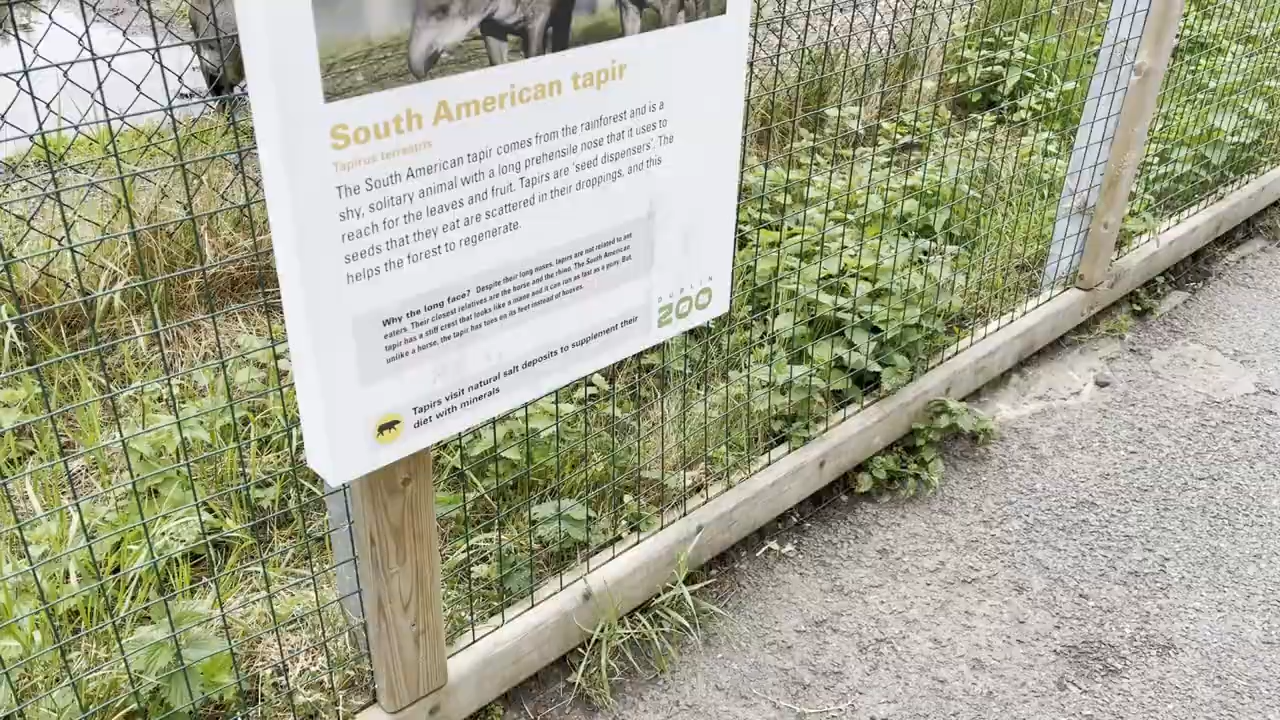 South American tapir
Tapirus terrestris
The South American tapir comes from the rainforest and is a
shy, solitary animal with a long prehensile nose that it uses to
reach for the leaves and fruit. Tapirs are ‘seed dispensers’. The
seeds that they eat are scattered in their droppings, and this
helps the forest to regenerate.
Why the long face? Despite their long noses, tapirs are not related to ant
eaters. Their closest relatives are the horse and the rhino. The South American
tapir has a stiff crest that looks like a mane and it can run as fast as a pony. But,
unlike a horse, the tapir has toes on its feet instead of hooves.
DUBLIN
ZOO
Tapirs visit natural salt deposits to supplement their
diet with minerals